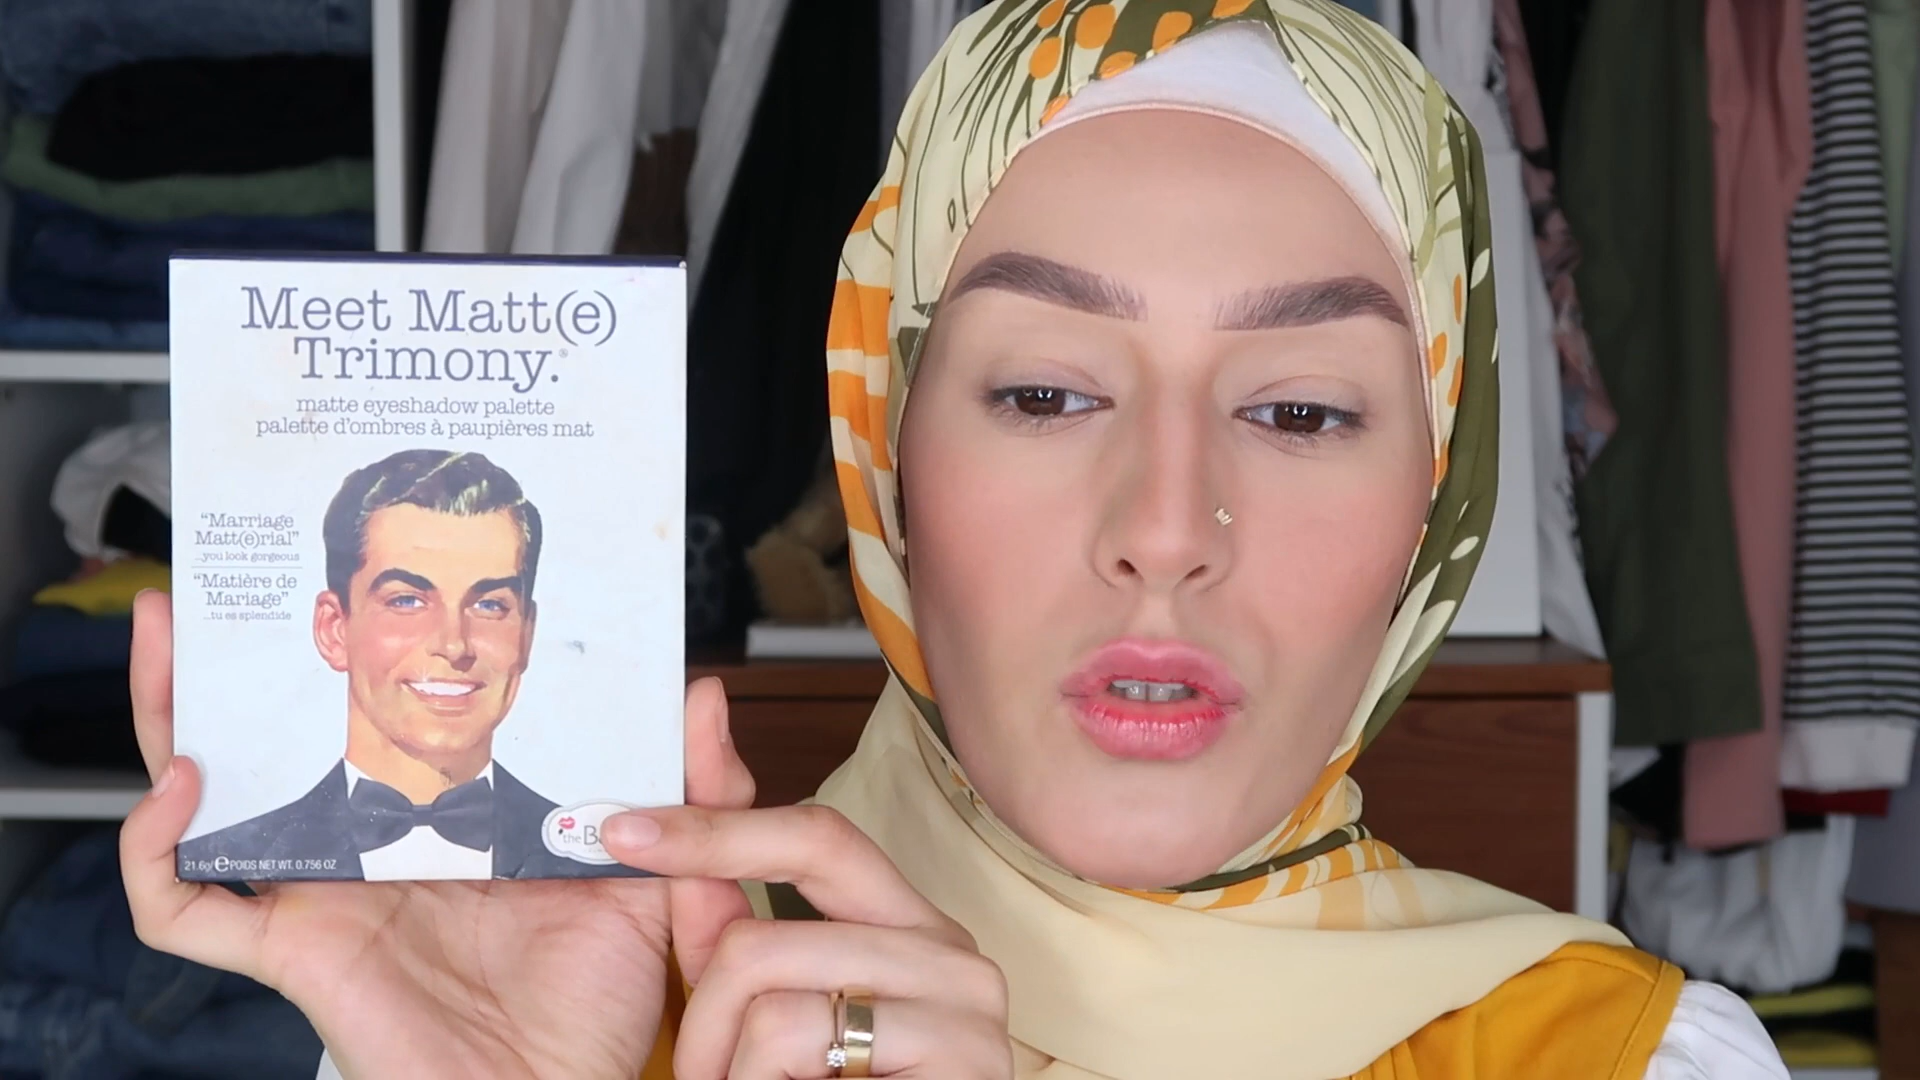 Meet Matt(e)
Trimony.®
matte eyeshadow palette
palette d'ombres à paupières mat
“Marriage
Matt(e)rial”
...you look gorgeous
“Matière de
Mariage”
...tu es splendide
the
21.6g/℮POIDS NET WT. 0.756 OZ